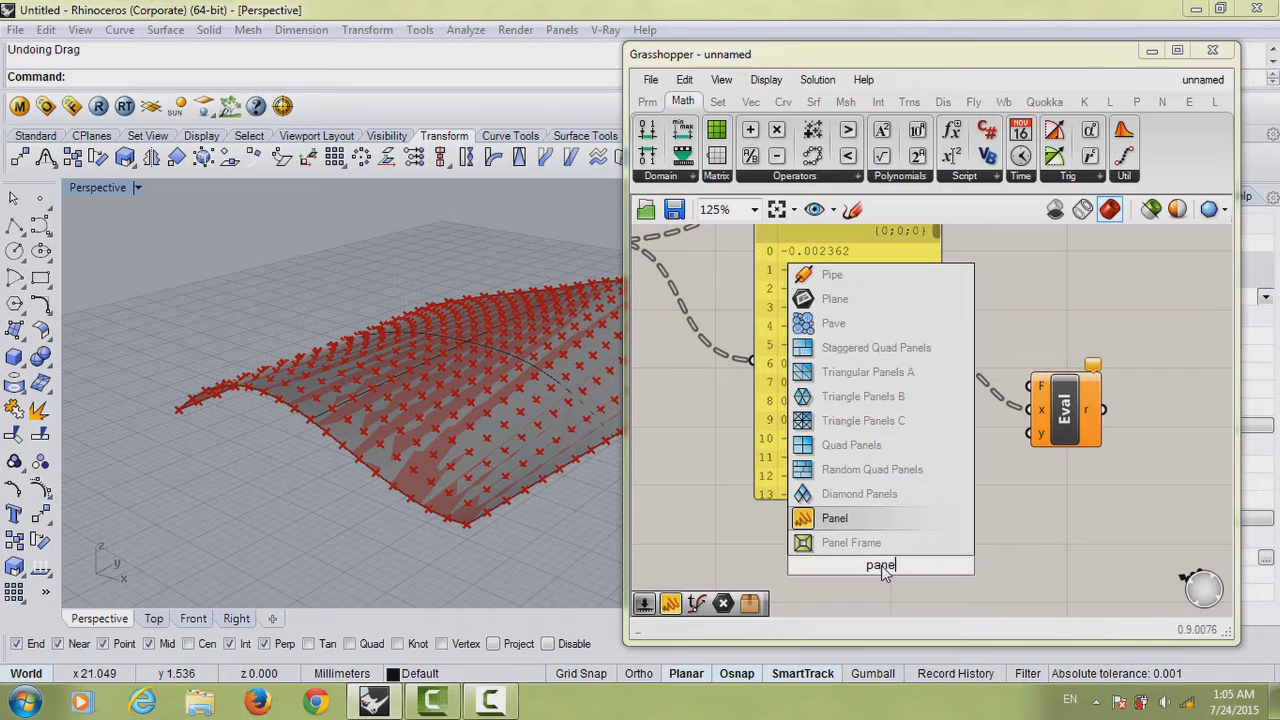 Untitled - Rhinoceros (Corporate) (64-bit) - [Perspective]
File Edit View Curve Surface Solid Mesh Dimension Transform Tools Analyze Render Panels V-Ray Help
Undoing Drag
Command:
Standard CPlanes Set View Display Select Viewport Layout Visibility Transform Curve Tools Surface Tools
Perspective
z
y
x
Perspective Top Front Right
End Near Point Mid Cen Int Perp Tan Quad Knot Vertex Project Disable
World x 21.049 y 1.536 z 0.000 Millimeters Default Grid Snap Ortho Planar Osnap SmartTrack Gumball Record History Filter Absolute tolerance: 0.001
Grasshopper - unnamed
File Edit View Display Solution Help unnamed
Prm Math Set Vec Crv Srf Msh Int Trns Dis Fly Wb Quokka K L P N E L
Domain Matrix Operators Polynomials Script Time Trig Util
125%
{0;0;0}
0 -0.002362
1
2
3
4
5
6
7
8
9
10
11
12
13
Pipe
Plane
Pave
Staggered Quad Panels
Triangular Panels A
Triangle Panels B
Triangle Panels C
Quad Panels
Random Quad Panels
Diamond Panels
Panel
Panel Frame
pane
F
x
y
Eval
r
0.9.0076
elp
EN
1:05 AM
7/24/2015